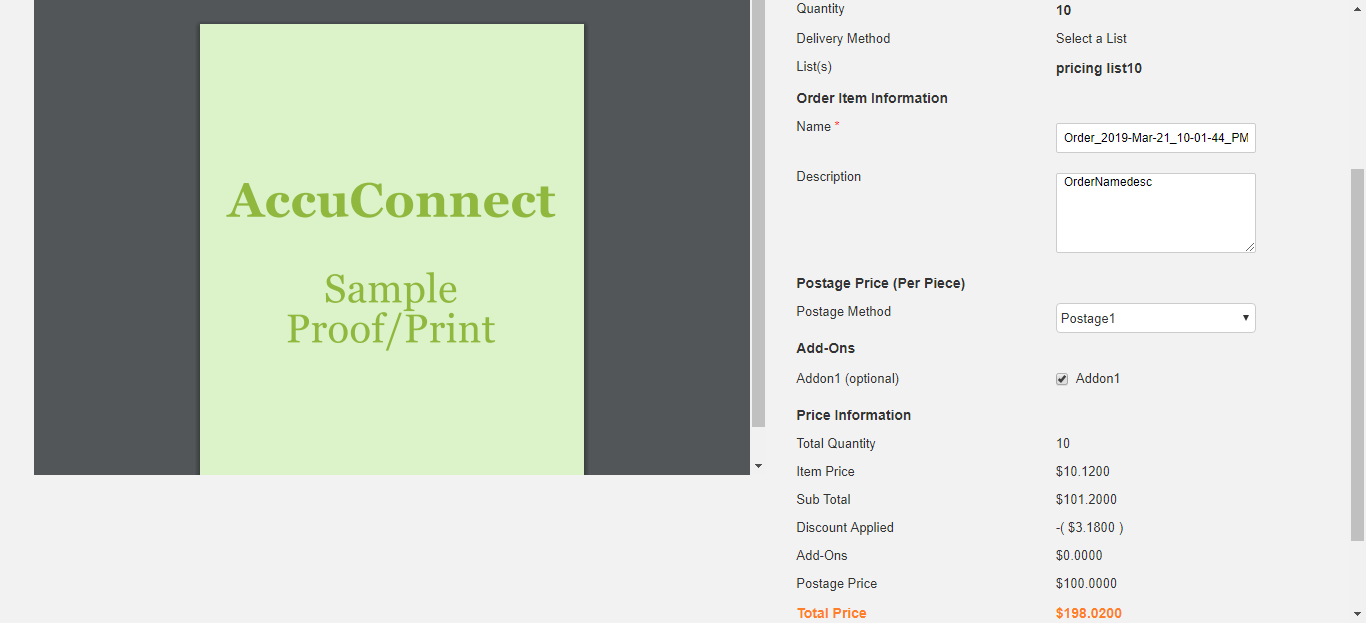 AccuConnect
Sample
Proof/Print
Quantity 10
Delivery Method Select a List
List(s) pricing list10
Order Item Information
Name * Order_2019-Mar-21_10-01-44_PM
Description OrderNamedesc
Postage Price (Per Piece)
Postage Method Postage1
Add-Ons
Addon1 (optional) Addon1
Price Information
Total Quantity 10
Item Price $10.1200
Sub Total $101.2000
Discount Applied -( $3.1800 )
Add-Ons $0.0000
Postage Price $100.0000
Total Price $198.0200